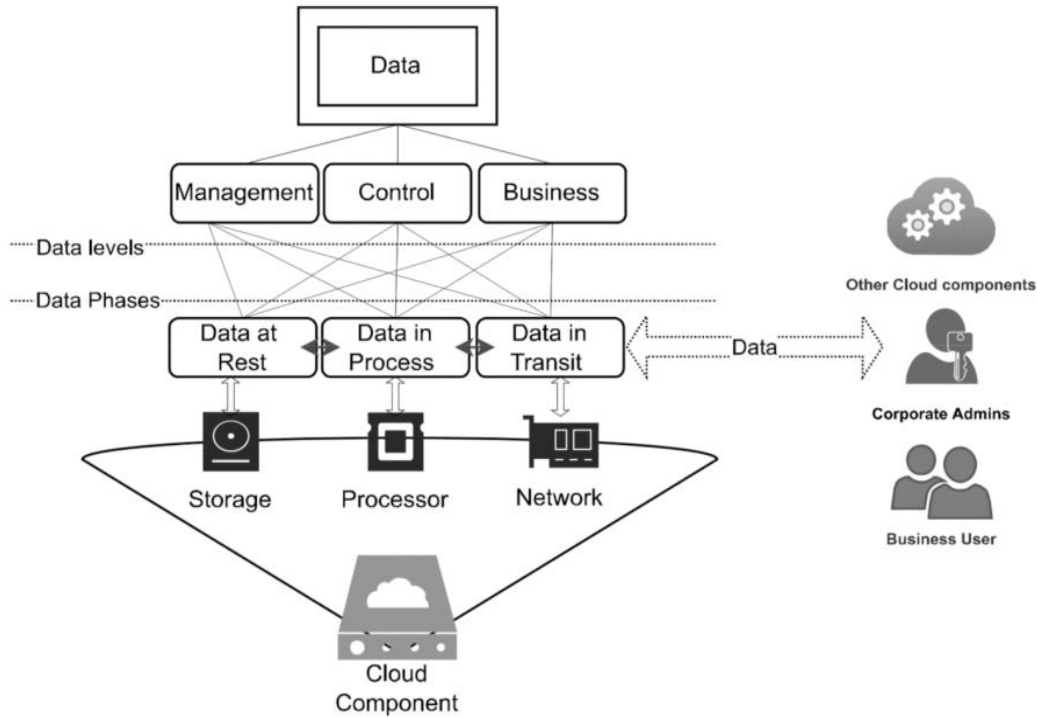 Data
Management
Control
Business
Data levels
Data Phases
Data at
Rest
Data in
Process
Data in
Transit
Data
Other Cloud components
Corporate Admins
Business User
Storage
Processor
Network
Cloud
Component